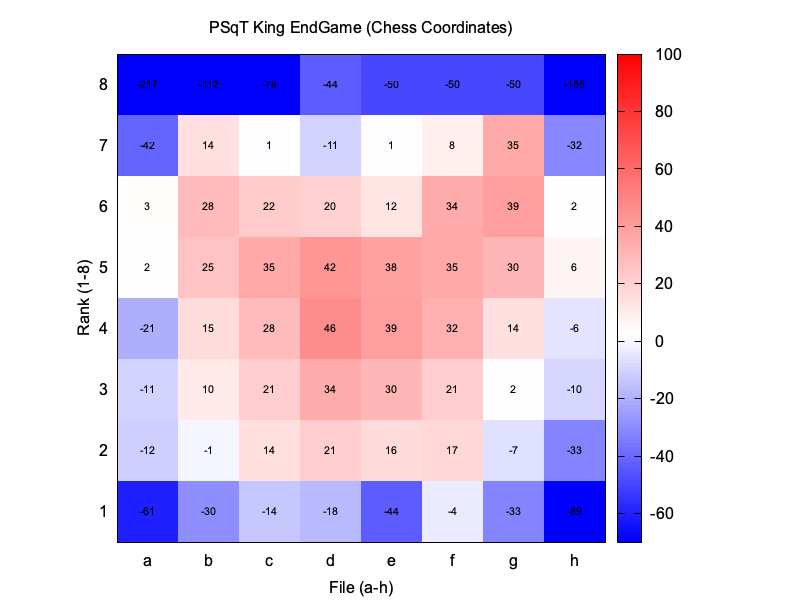 PSqT King EndGame (Chess Coordinates)
100
8 -217 -112 -44 -50 -50 -50 -165
80
7 -42 14 1 -11 1 8 35 -32
60
6 3 28 22 20 12 34 39 2
40
5 2 25 35 42 38 35 30 6
20
Rank (1-8)
4 -21 15 28 46 39 32 14 -6
0
3 -11 10 21 34 30 21 2 -10
-20
2 -12 -1 14 21 16 17 -7 -33
-40
1 -61 -30 -14 -18 -44 -4 -33
-60
a b c d e f g h
File (a-h)